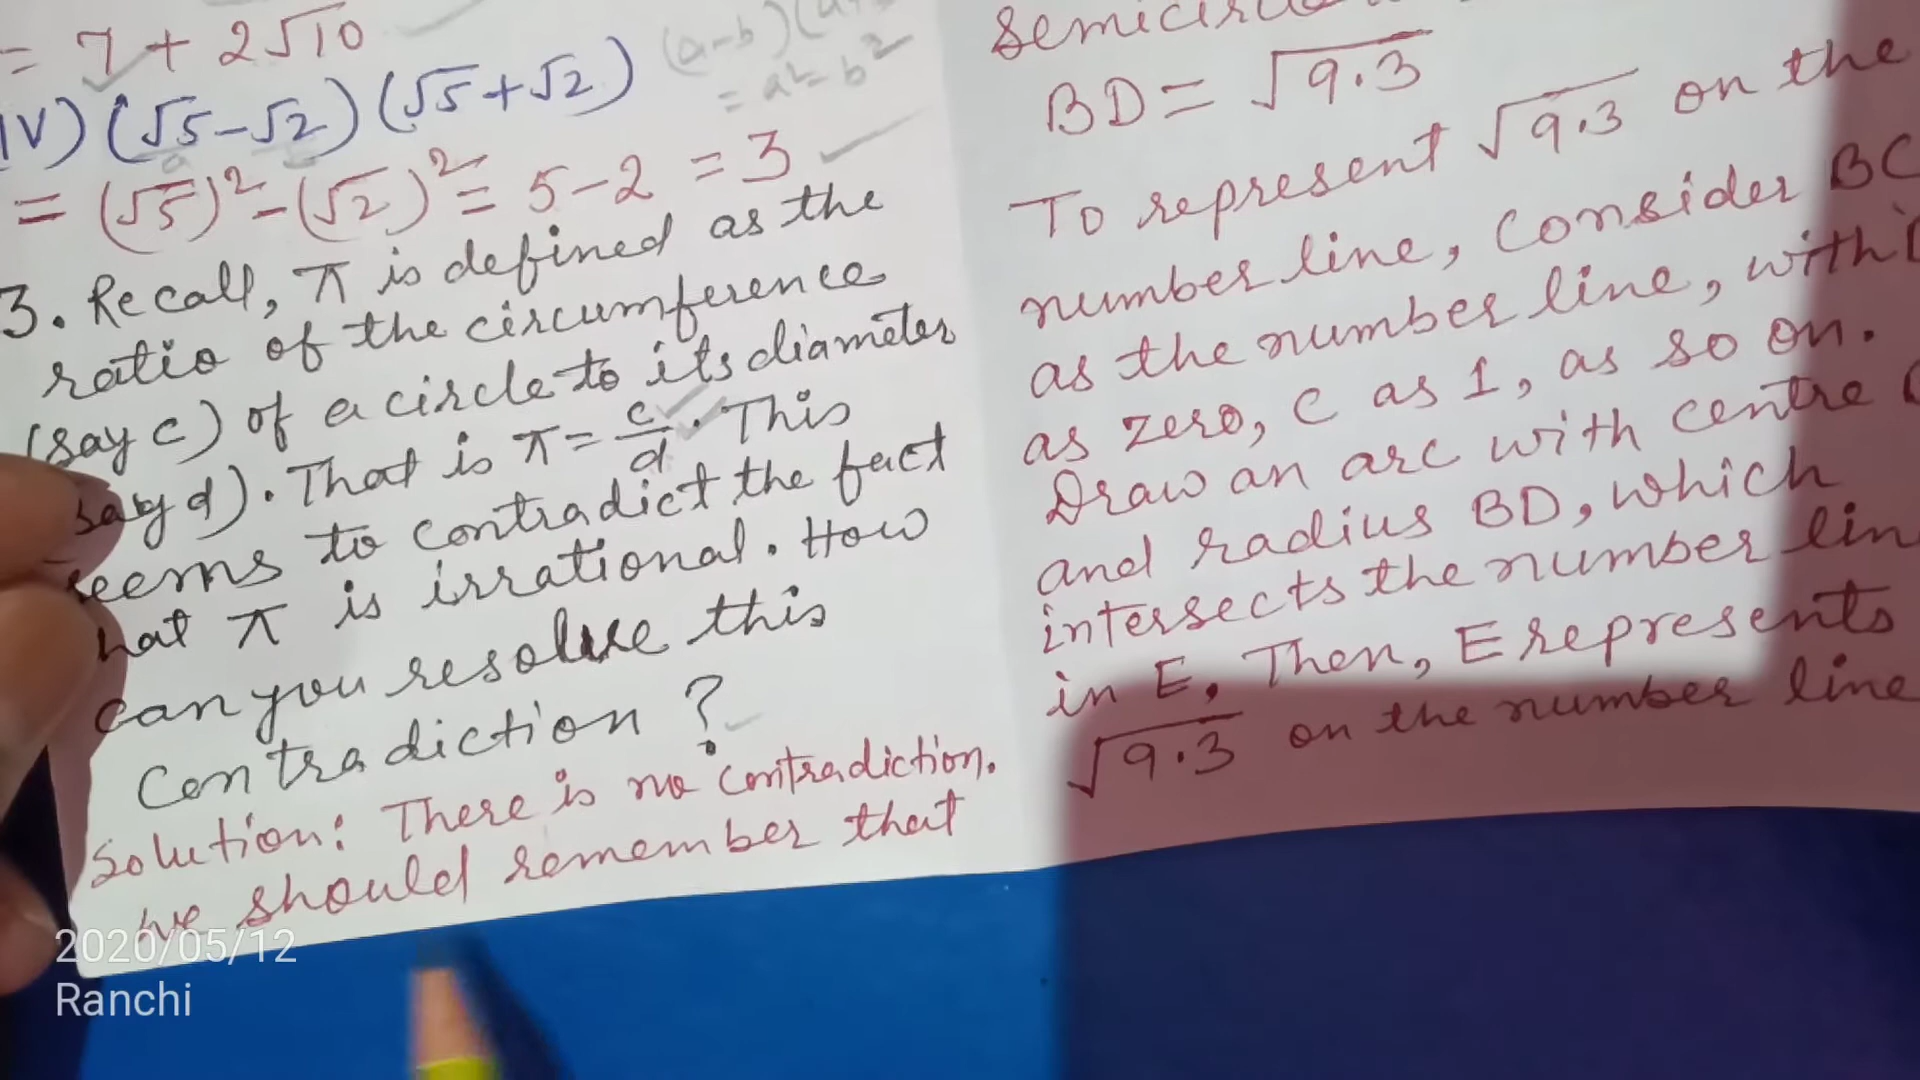 = 7 + 2√10
IV) (√5-√2) (√5+√2)
(a-b)
= a²-b²
= (√5)² - (√2)² = 5-2 = 3
3. Recall, π is defined as the
ratio of the circumference
(say c) of a circle to its diameter
say d). That is π = c/d. This
seems to contradict the fact
hat π is irrational. How
can you resolve this
contradiction ?
Solution: There is no contradiction.
we should remember that
BD = √9.3
To represent √9.3 on the
number line, Consider BC
as the number line, with
as zero, C as 1, as so on.
Draw an arc with centre
and radius BD, which
intersects the number lin
in E. Then, E represents
√9.3 on the number line
2020/05/12
Ranchi